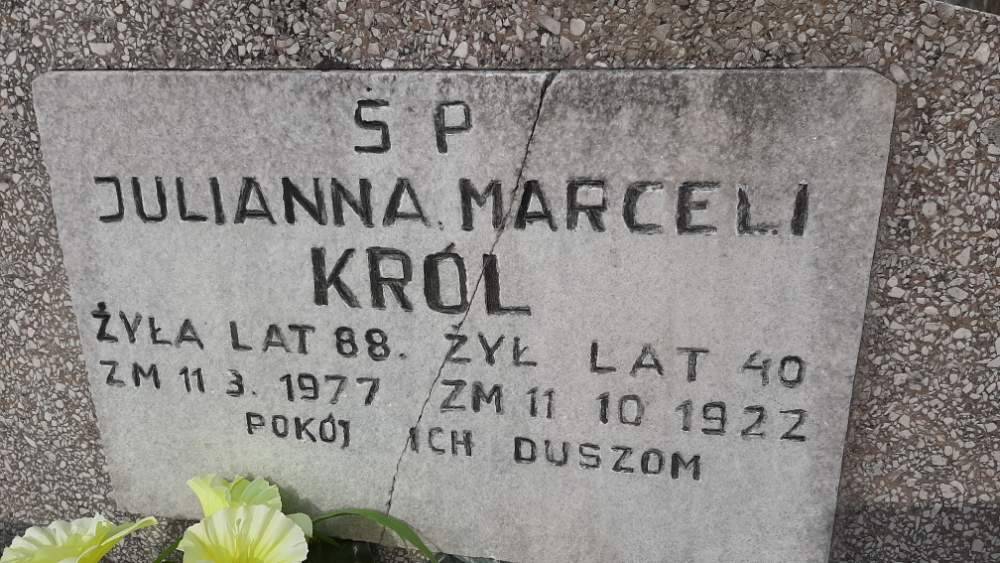 Ś P
JULIANNA. MARCELI
KRÓL
ŻYŁA LAT 88. ŻYŁ LAT 40
ZM 11 3. 1977 ZM 11 10 1922
POKÓJ ICH DUSZOM